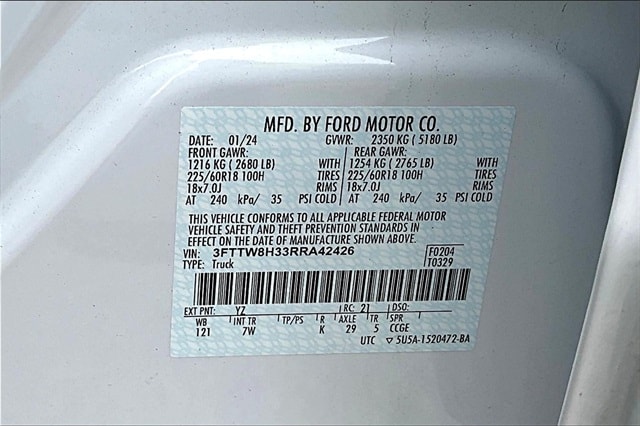 MFD. BY FORD MOTOR CO.
DATE: 01/24 GVWR: 2350 KG ( 5180 LB)
FRONT GAWR: REAR GAWR:
1216 KG ( 2680 LB) WITH 1254 KG ( 2765 LB) WITH
225/60R18 100H TIRES 225/60R18 100H TIRES
18x7.0J RIMS 18x7.0J RIMS
AT 240 kPa/ 35 PSI COLD AT 240 kPa/ 35 PSI COLD
THIS VEHICLE CONFORMS TO ALL APPLICABLE FEDERAL MOTOR
VEHICLE SAFETY AND THEFT PREVENTION STANDARDS IN
EFFECT ON THE DATE OF MANUFACTURE SHOWN ABOVE.
VIN: 3FTTW8H33RRA42426 F0204
TYPE: Truck T0329
EXT PNT: YZ RC: 21 DSO:
WB INT TR TP/PS R AXLE TR SPR
121 7W K 29 5 CCGE
UTC ▽ 5U5A-1520472-BA